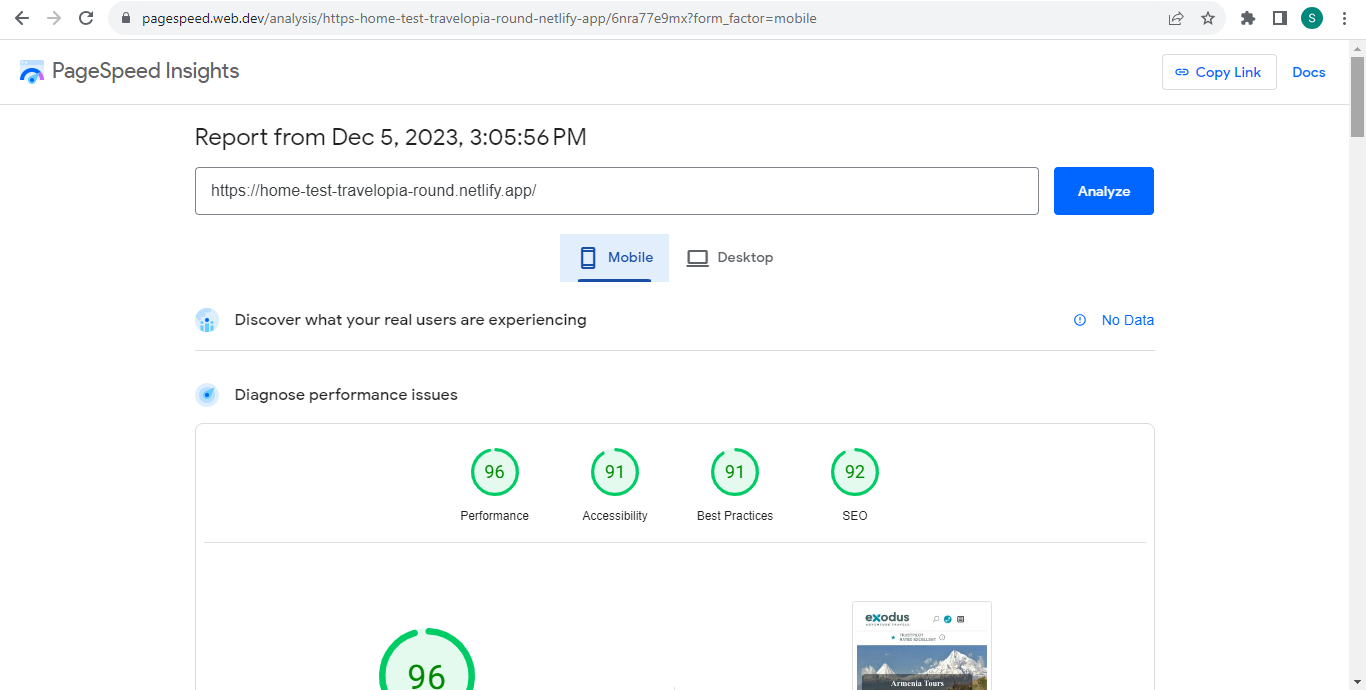 pagespeed.web.dev/analysis/https-home-test-travelopia-round-netlify-app/6nra77e9mx?form_factor=mobile
S
PageSpeed Insights
Copy Link
Docs
Report from Dec 5, 2023, 3:05:56 PM
https://home-test-travelopia-round.netlify.app/
Analyze
Mobile
Desktop
Discover what your real users are experiencing
No Data
Diagnose performance issues
96
91
91
92
Performance
Accessibility
Best Practices
SEO
exodus
ADVENTURE TRAVELS
TRUSTPILOT
RATED EXCELLENT
96
Armenia Tours